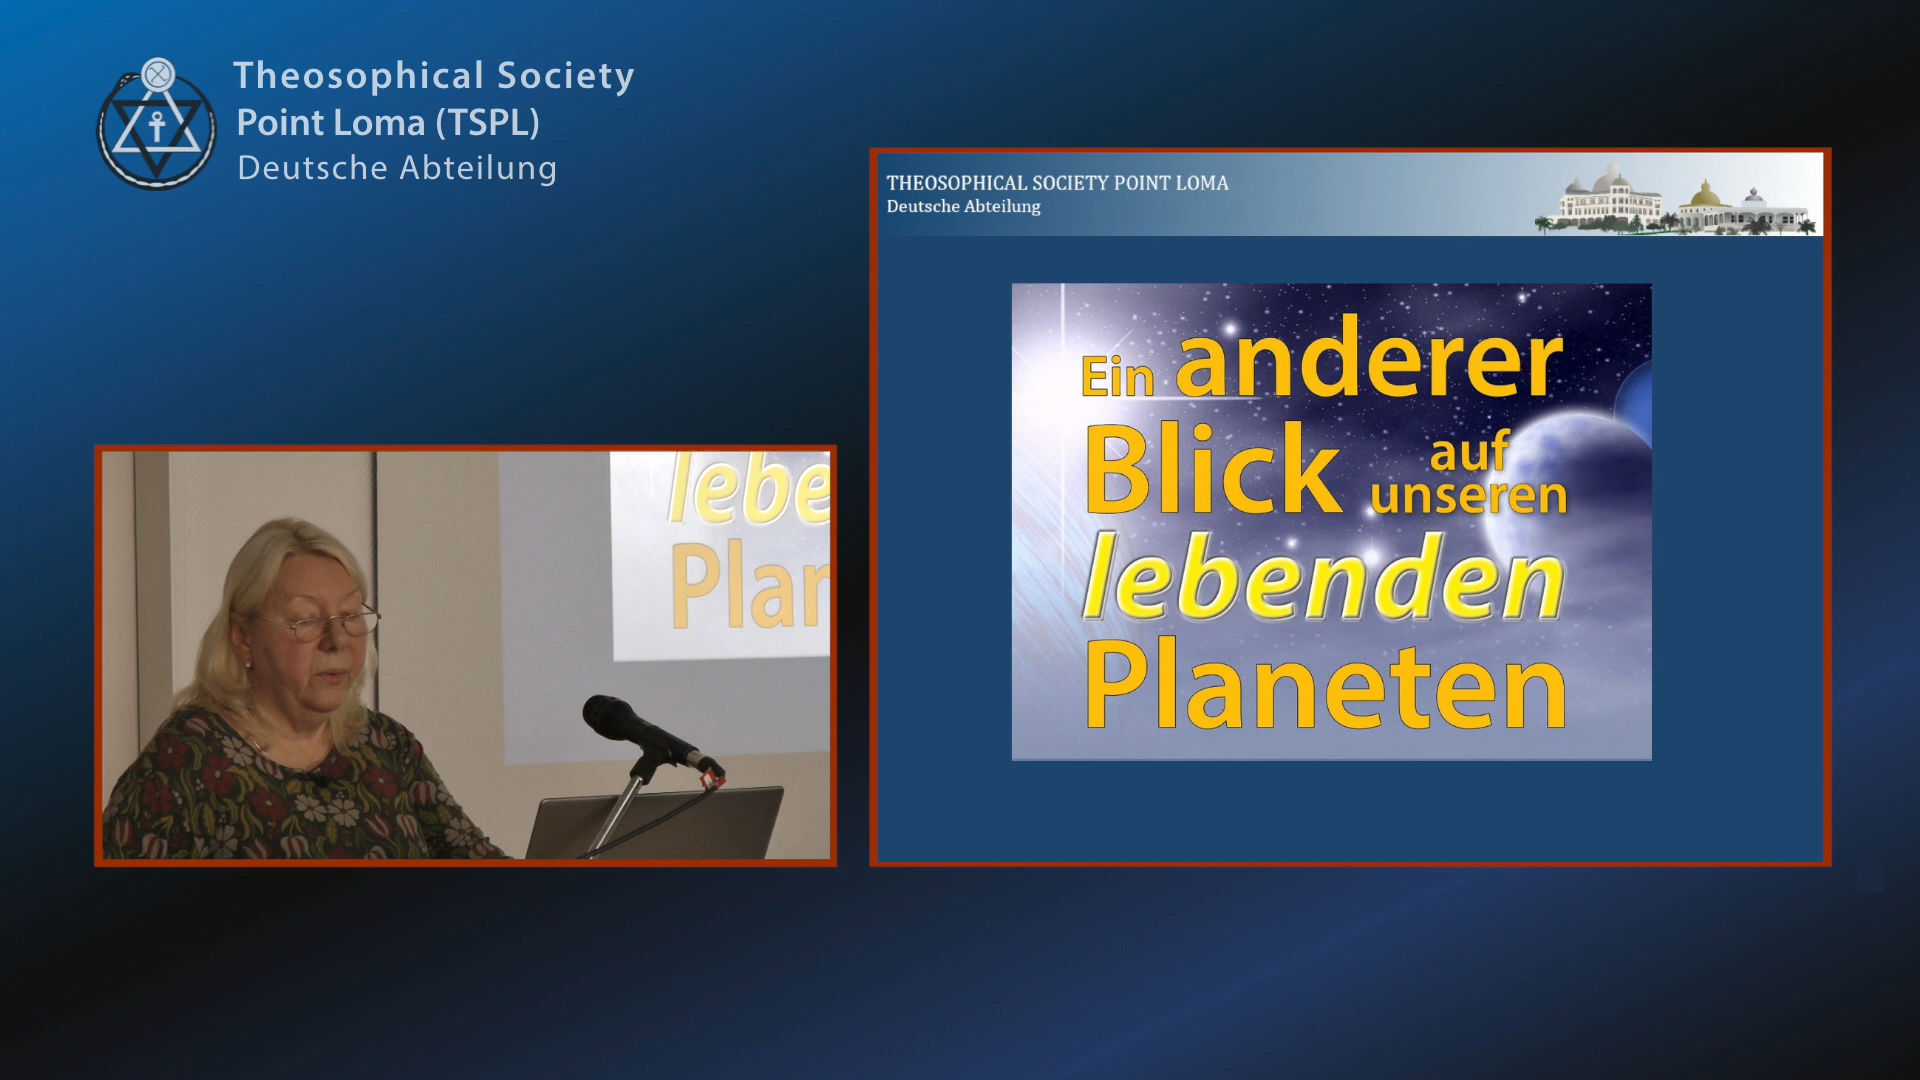 Theosophical Society
Point Loma (TSPL)
Deutsche Abteilung
THEOSOPHICAL SOCIETY POINT LOMA
Deutsche Abteilung
Ein anderer
Blick auf
unseren
lebenden
Planeten
lebe
Plan